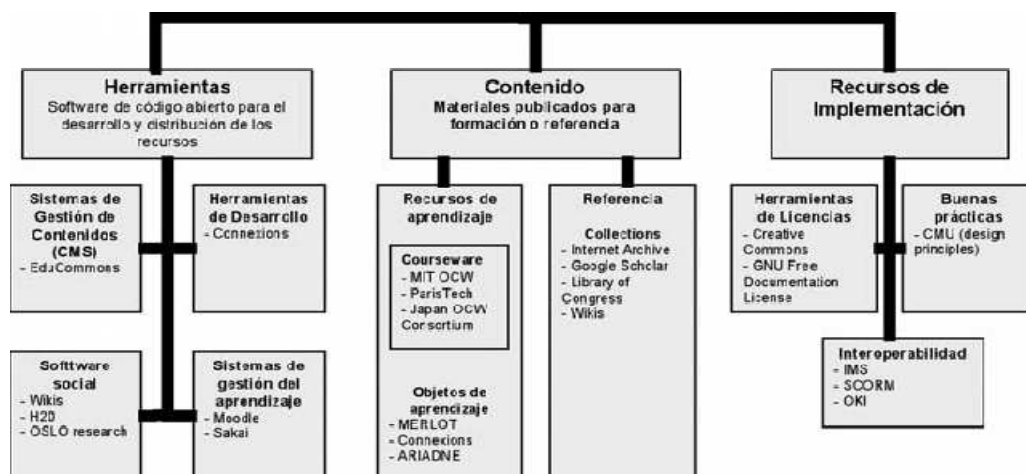 Herramientas
Software de código abierto para el
desarrollo y distribución de los
recursos
Sistemas de
Gestión de
Contenidos
(CMS)
- EduCommons
Herramientas
de Desarrollo
- Connexions
Softtware
social
- Wikis
- H20
- OSLO research
Sistemas de
gestión del
aprendizaje
- Moodle
- Sakai
Contenido
Materiales publicados para
formación o referencia
Recursos de
aprendizaje
Courseware
- MIT OCW
- ParisTech
- Japan OCW
Consortium
Objetos de
aprendizaje
- MERLOT
- Connexions
- ARIADNE
Referencia
Collections
- Internet Archive
- Google Scholar
- Library of
Congress
- Wikis
Recursos de
Implementación
Herramientas
de Licencias
- Creative
Commons
- GNU Free
Documentation
License
Buenas
prácticas
- CMU (design
principles)
Interoperabilidad
- IMS
- SCORM
- OKI